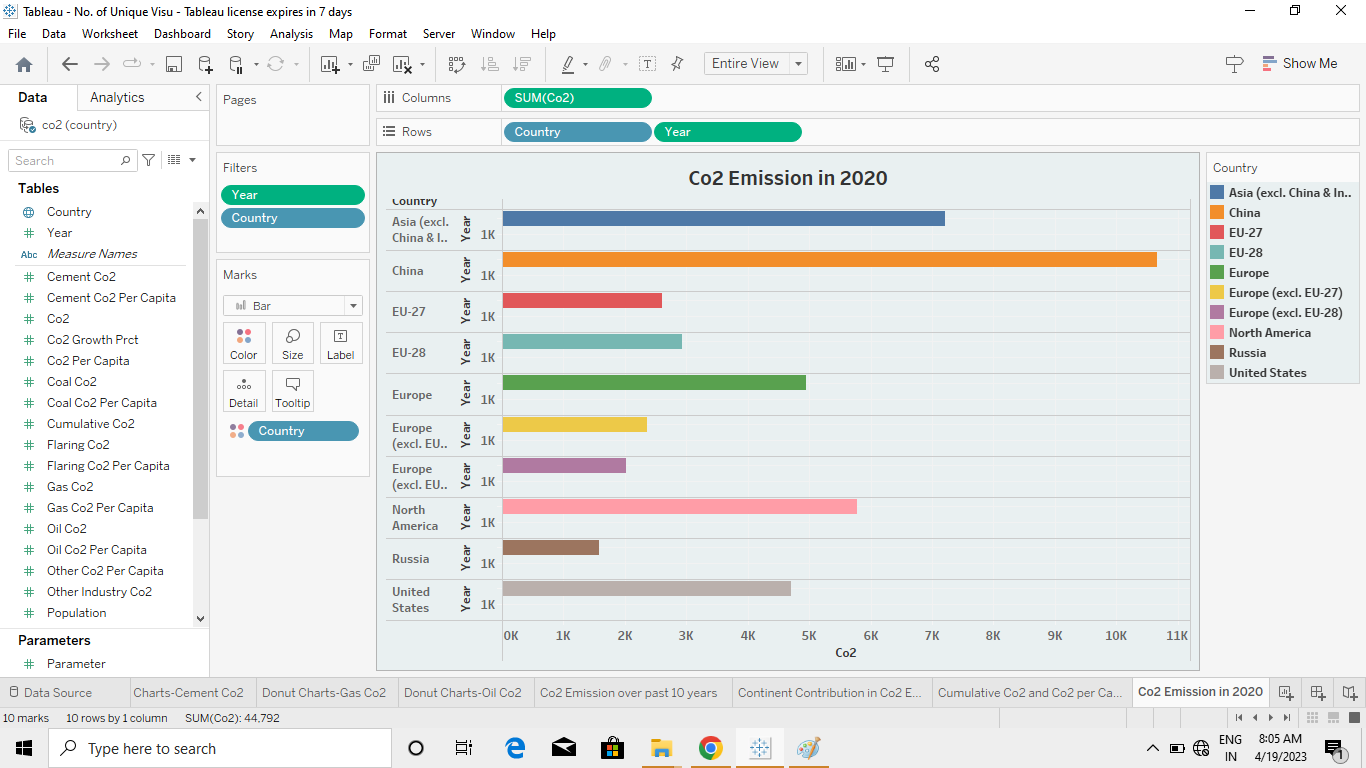 Tableau - No. of Unique Visu - Tableau license expires in 7 days
File Data Worksheet Dashboard Story Analysis Map Format Server Window Help
Entire View
Show Me
Data Analytics
co2 (country)
Search
Tables
Country
Year
Abc Measure Names
Cement Co2
Cement Co2 Per Capita
Co2
Co2 Growth Prct
Co2 Per Capita
Coal Co2
Coal Co2 Per Capita
Cumulative Co2
Flaring Co2
Flaring Co2 Per Capita
Gas Co2
Gas Co2 Per Capita
Oil Co2
Oil Co2 Per Capita
Other Co2 Per Capita
Other Industry Co2
Population
Parameters
Parameter
Pages
Filters
Year
Country
Marks
Bar
Color Size Label
Detail Tooltip
Country
Columns SUM(Co2)
Rows Country Year
Co2 Emission in 2020
Country
Asia (excl.
China & I..
Year
1K
China
Year
1K
EU-27
Year
1K
EU-28
Year
1K
Europe
Year
1K
Europe
(excl. EU..
Year
1K
Europe
(excl. EU..
Year
1K
North
America
Year
1K
Russia
Year
1K
United
States
Year
1K
0K 1K 2K 3K 4K 5K 6K 7K 8K 9K 10K 11K
Co2
Country
Asia (excl. China & In..
China
EU-27
EU-28
Europe
Europe (excl. EU-27)
Europe (excl. EU-28)
North America
Russia
United States
Data Source Charts-Cement Co2 Donut Charts-Gas Co2 Donut Charts-Oil Co2 Co2 Emission over past 10 years Continent Contribution in Co2 E... Cumulative Co2 and Co2 per Ca... Co2 Emission in 2020
10 marks 10 rows by 1 column SUM(Co2): 44,792
Type here to search
ENG
IN
8:05 AM
4/19/2023
1